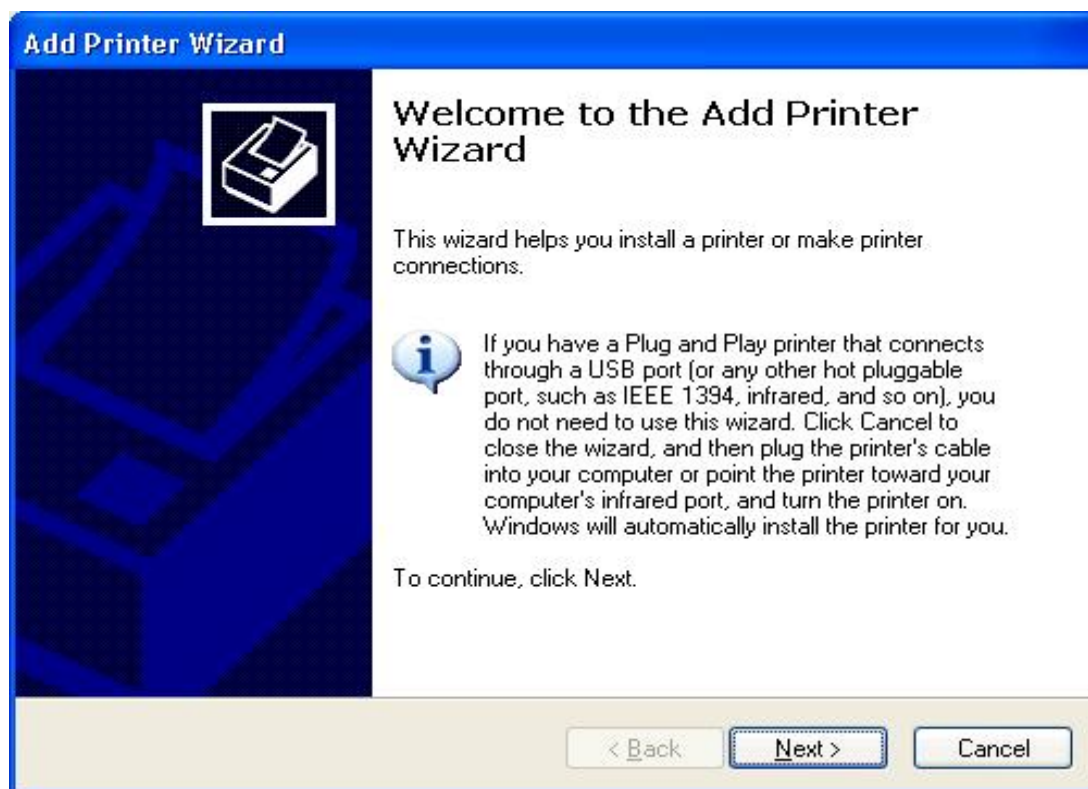 Add Printer Wizard
Welcome to the Add Printer
Wizard
This wizard helps you install a printer or make printer
connections.
If you have a Plug and Play printer that connects
through a USB port (or any other hot pluggable
port, such as IEEE 1394, infrared, and so on), you
do not need to use this wizard. Click Cancel to
close the wizard, and then plug the printer's cable
into your computer or point the printer toward your
computer's infrared port, and turn the printer on.
Windows will automatically install the printer for you.
To continue, click Next.
< Back Next > Cancel